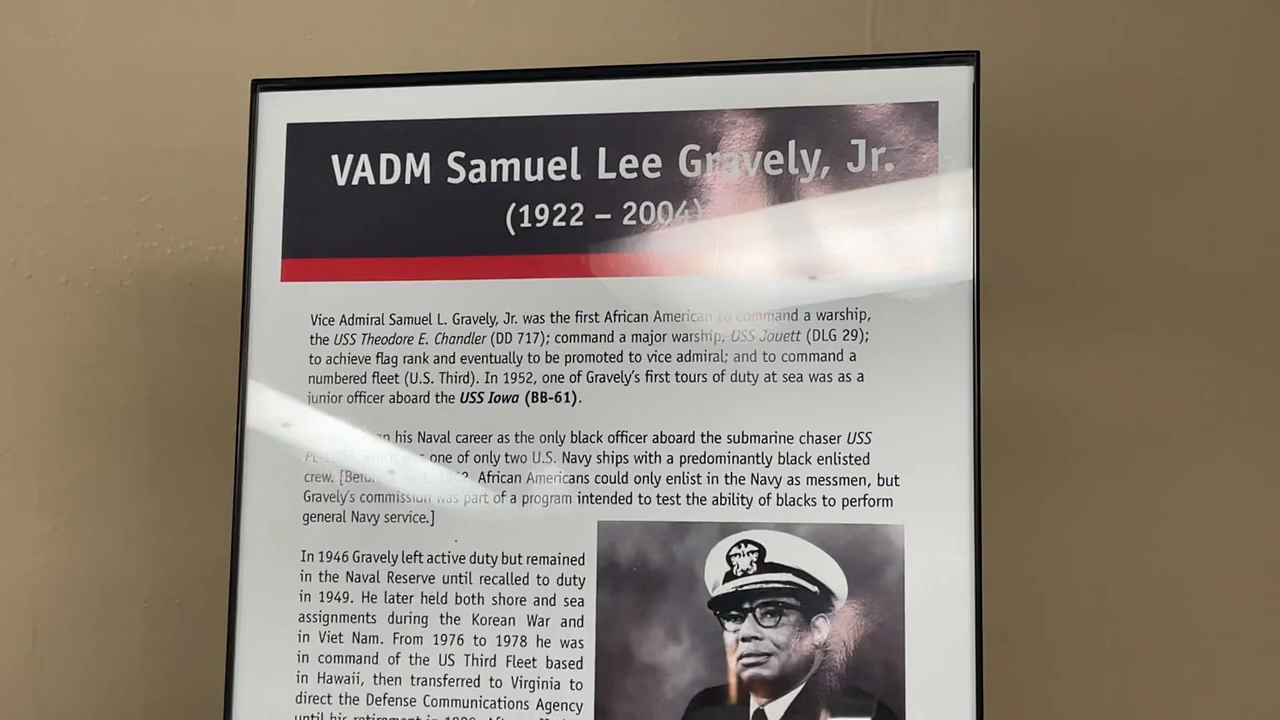 VADM Samuel Lee Gravely, Jr.
(1922 – 2004)
Vice Admiral Samuel L. Gravely, Jr. was the first African American to command a warship,
the USS Theodore E. Chandler (DD 717); command a major warship, USS Jouett (DLG 29);
to achieve flag rank and eventually to be promoted to vice admiral; and to command a
numbered fleet (U.S. Third). In 1952, one of Gravely's first tours of duty at sea was as a
junior officer aboard the USS Iowa (BB-61).
his Naval career as the only black officer aboard the submarine chaser USS
which was one of only two U.S. Navy ships with a predominantly black enlisted
crew. [Before African Americans could only enlist in the Navy as messmen, but
Gravely's commission was part of a program intended to test the ability of blacks to perform
general Navy service.]
In 1946 Gravely left active duty but remained
in the Naval Reserve until recalled to duty
in 1949. He later held both shore and sea
assignments during the Korean War and
in Viet Nam. From 1976 to 1978 he was
in command of the US Third Fleet based
in Hawaii, then transferred to Virginia to
direct the Defense Communications Agency
until his retirement in